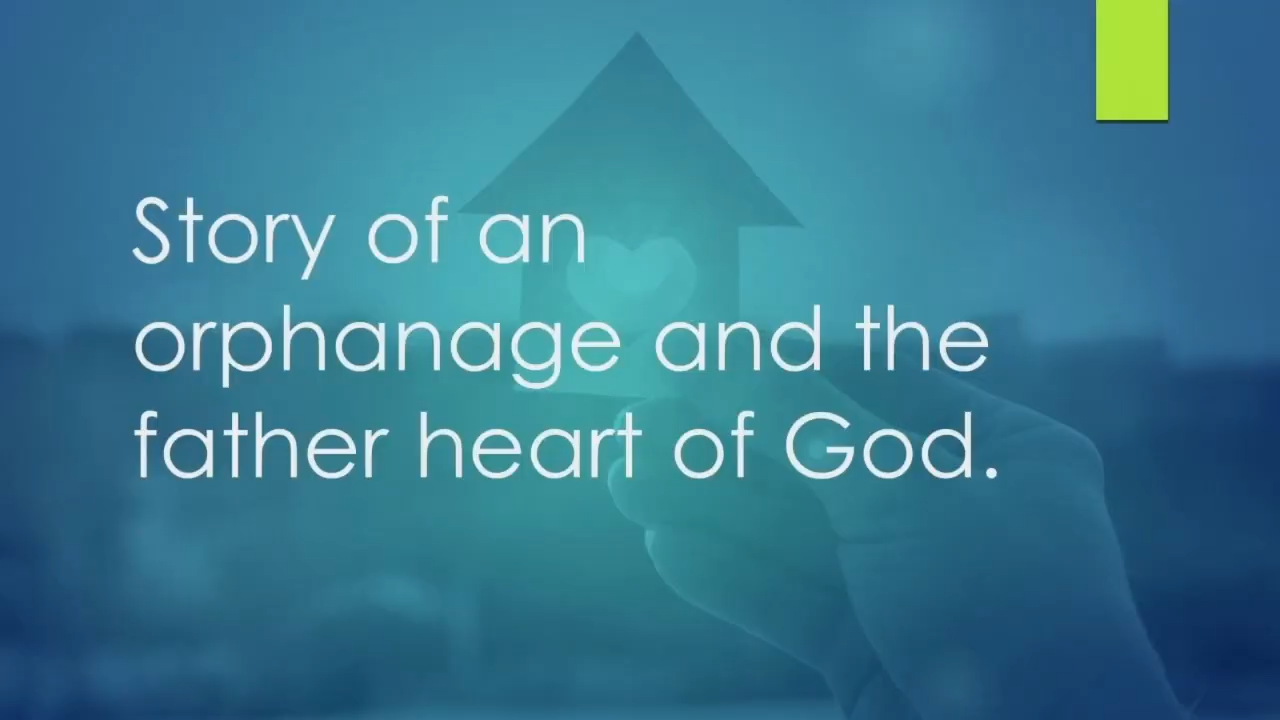 Story of an
orphanage and the
father heart of God.